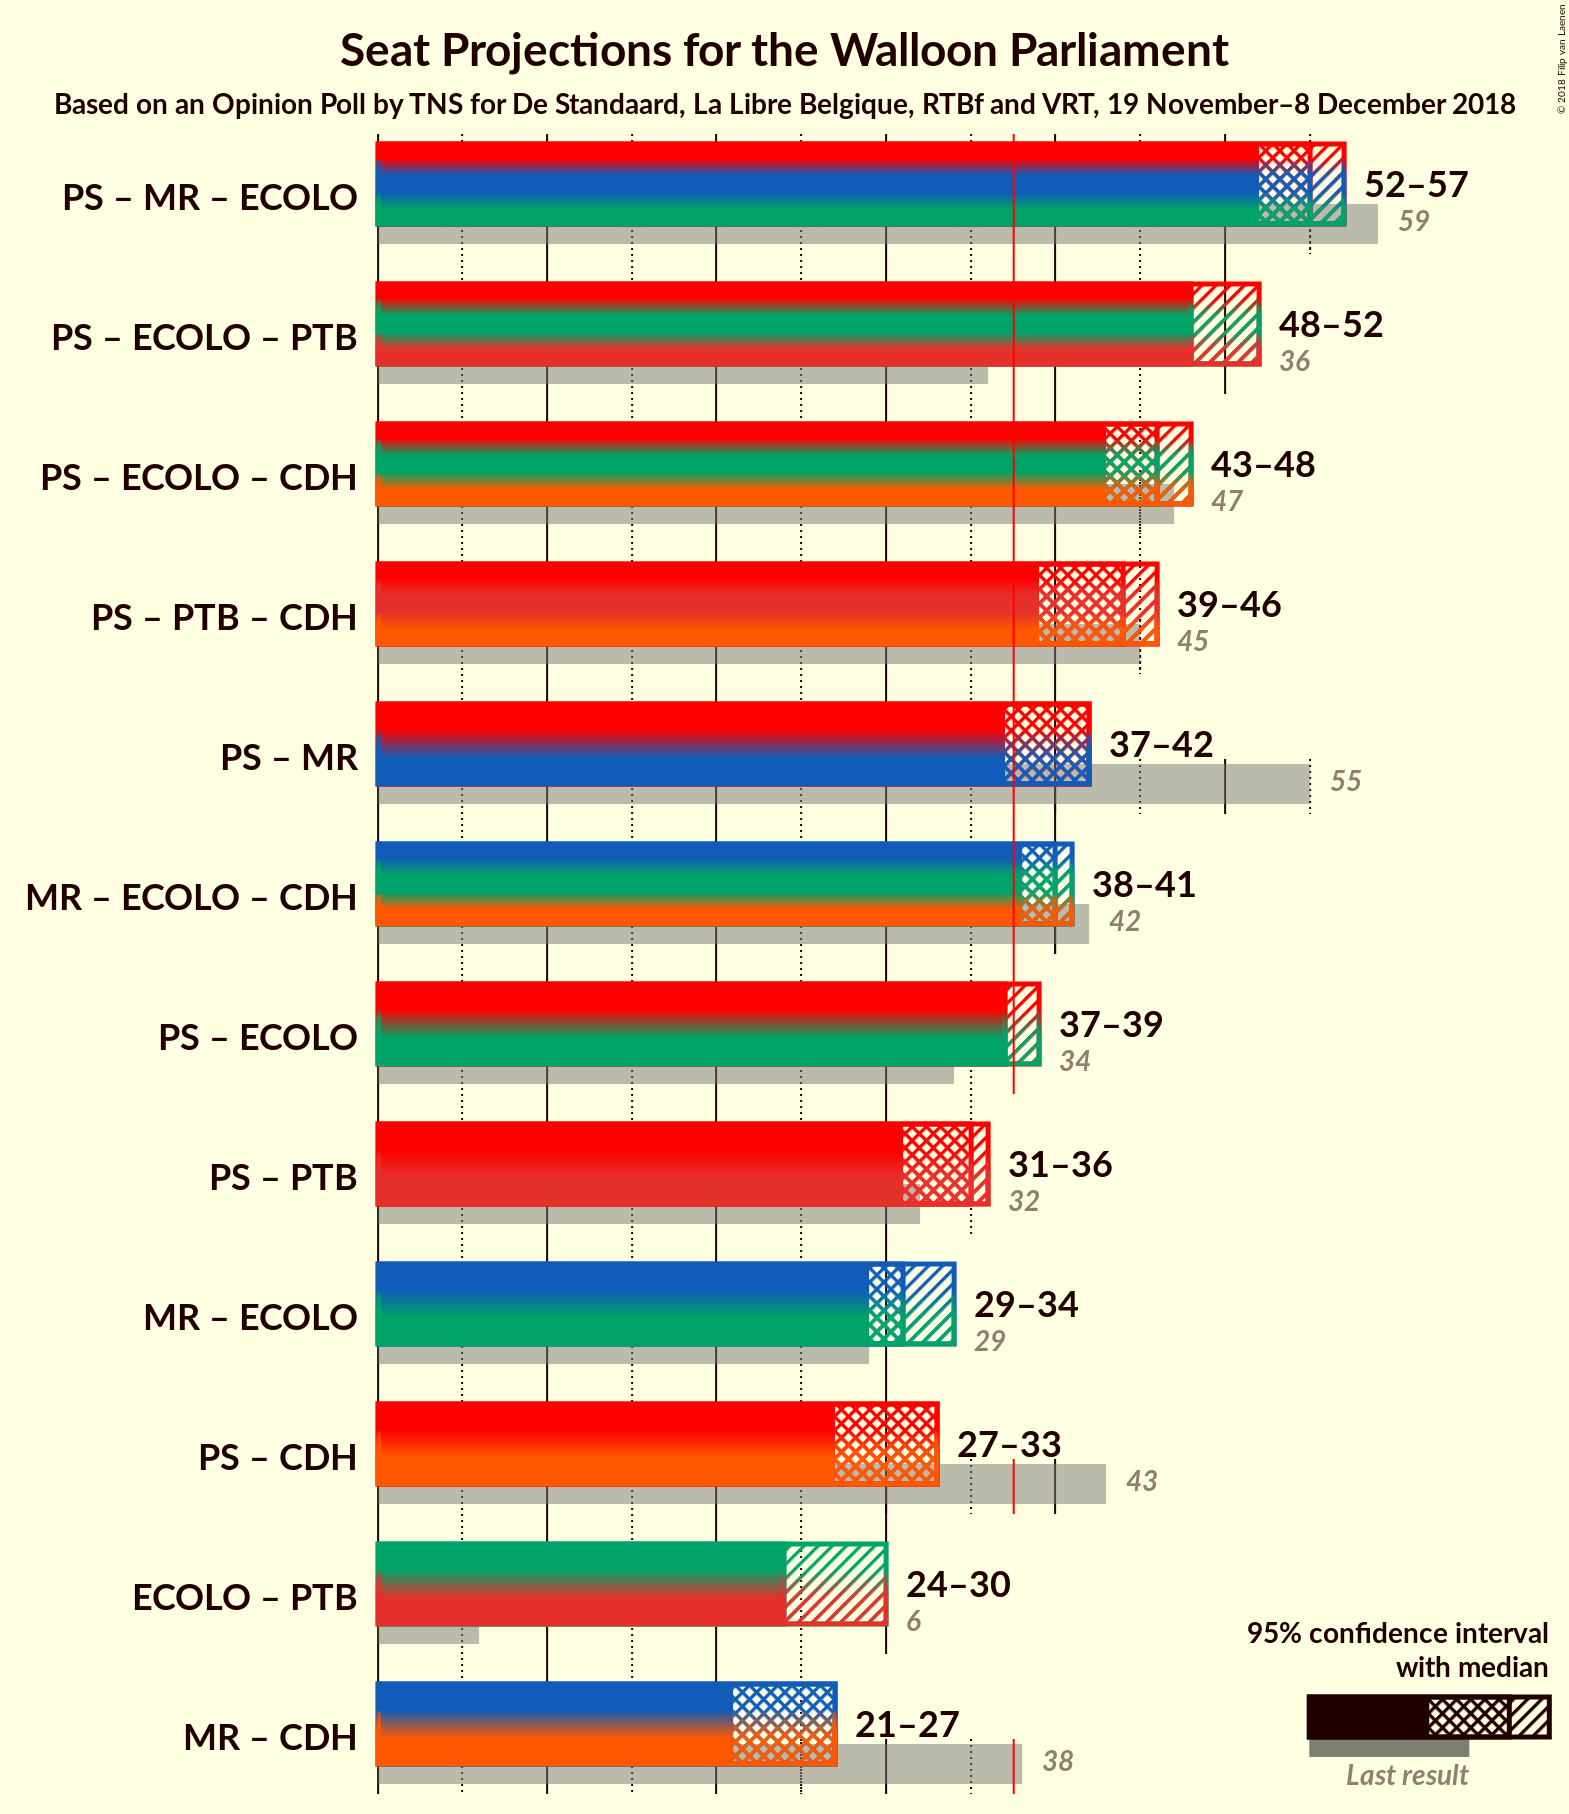 Seat Projections for the Walloon Parliament
Based on an Opinion Poll by TNS for De Standaard, La Libre Belgique, RTBf and VRT, 19 November–8 December 2018
© 2018 Filip van Laenen
PS – MR – ECOLO
52–57
59
PS – ECOLO – PTB
48–52
36
PS – ECOLO – CDH
43–48
47
PS – PTB – CDH
39–46
45
PS – MR
37–42
55
MR – ECOLO – CDH
38–41
42
PS – ECOLO
37–39
34
PS – PTB
31–36
32
MR – ECOLO
29–34
29
PS – CDH
27–33
43
ECOLO – PTB
24–30
6
MR – CDH
21–27
38
95% confidence interval
with median
Last result